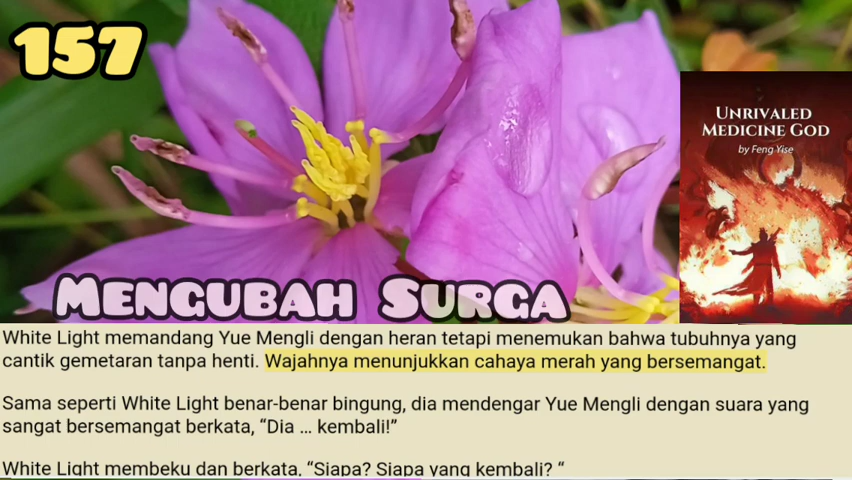 157
UNRIVALED
MEDICINE GOD
by Feng Yise
MENGUBAH SURGA
White Light memandang Yue Mengli dengan heran tetapi menemukan bahwa tubuhnya yang
cantik gemetaran tanpa henti. Wajahnya menunjukkan cahaya merah yang bersemangat.
Sama seperti White Light benar-benar bingung, dia mendengar Yue Mengli dengan suara yang
sangat bersemangat berkata, “Dia ... kembali!”
White Light membeku dan berkata, “Siapa? Siapa yang kembali? “